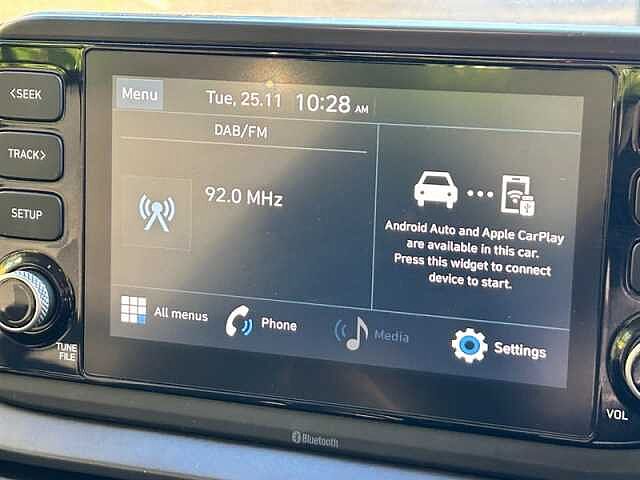 <SEEK
TRACK>
SETUP
TUNE
FILE
Menu
Tue, 25.11 10:28 AM
DAB/FM
92.0 MHz
Android Auto and Apple CarPlay
are available in this car.
Press this widget to connect
device to start.
All menus
Phone
Media
Settings
VOL
Bluetooth